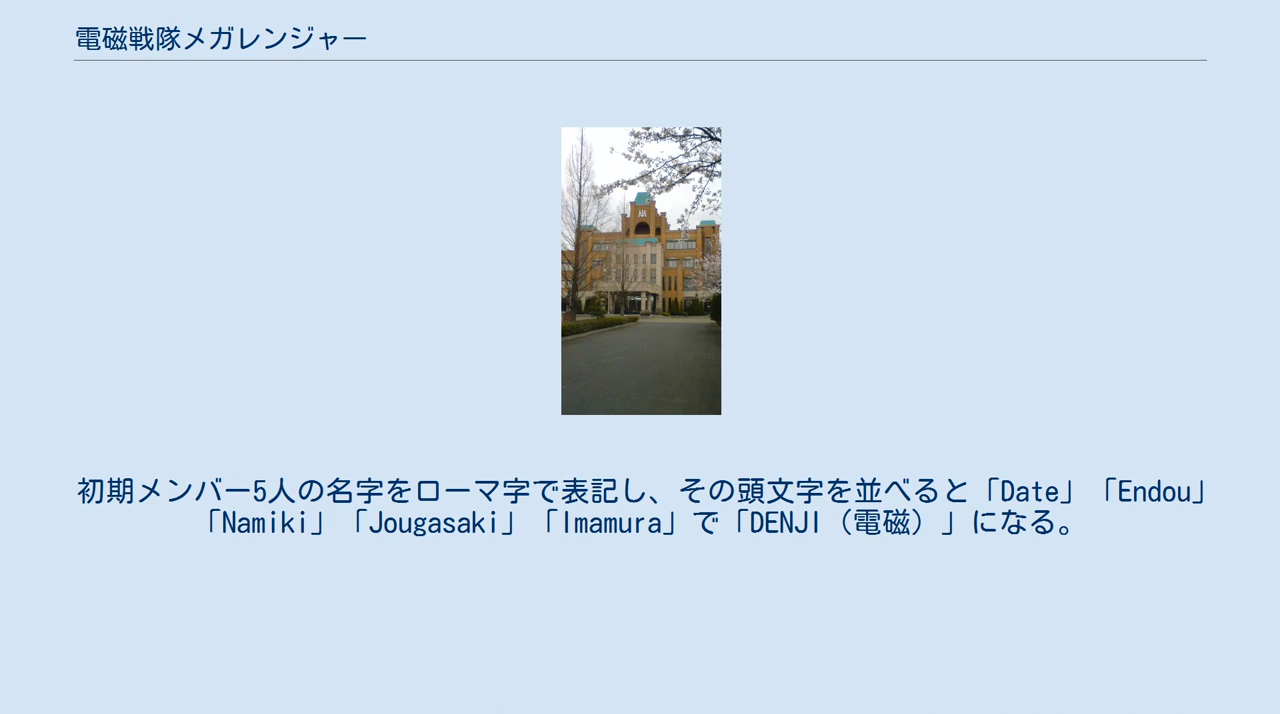 電磁戦隊メガレンジャー
初期メンバー5人の名字をローマ字で表記し、その頭文字を並べると「Date」「Endou」
「Namiki」「Jougasaki」「Imamura」で「DENJI（電磁）」になる。